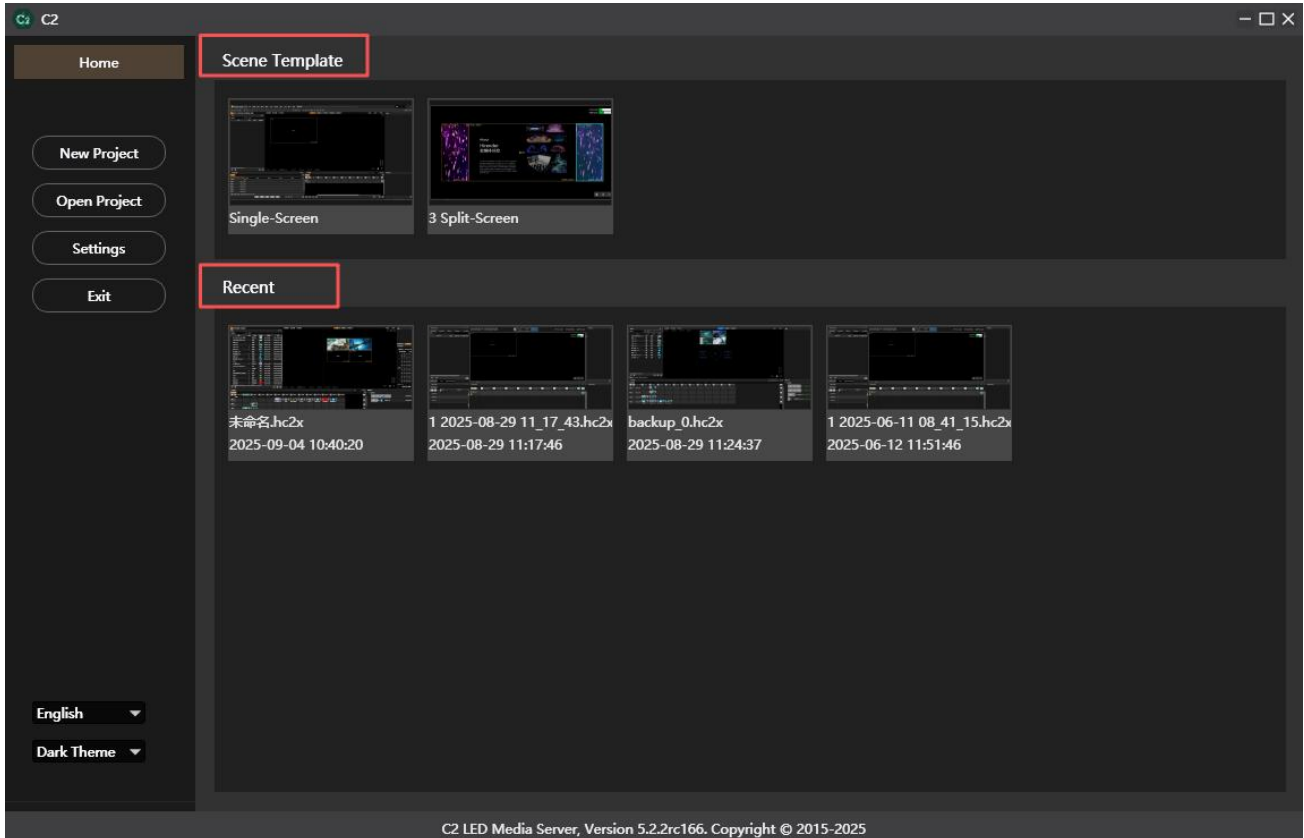 C2
Home
New Project
Open Project
Settings
Exit
English
Dark Theme
Scene Template
Single-Screen
3 Split-Screen
Recent
未命名.hc2x
2025-09-04 10:40:20
1 2025-08-29 11_17_43.hc2x
2025-08-29 11:17:46
backup_0.hc2x
2025-08-29 11:24:37
1 2025-06-11 08_41_15.hc2x
2025-06-12 11:51:46
C2 LED Media Server, Version 5.2.2rc166. Copyright © 2015-2025